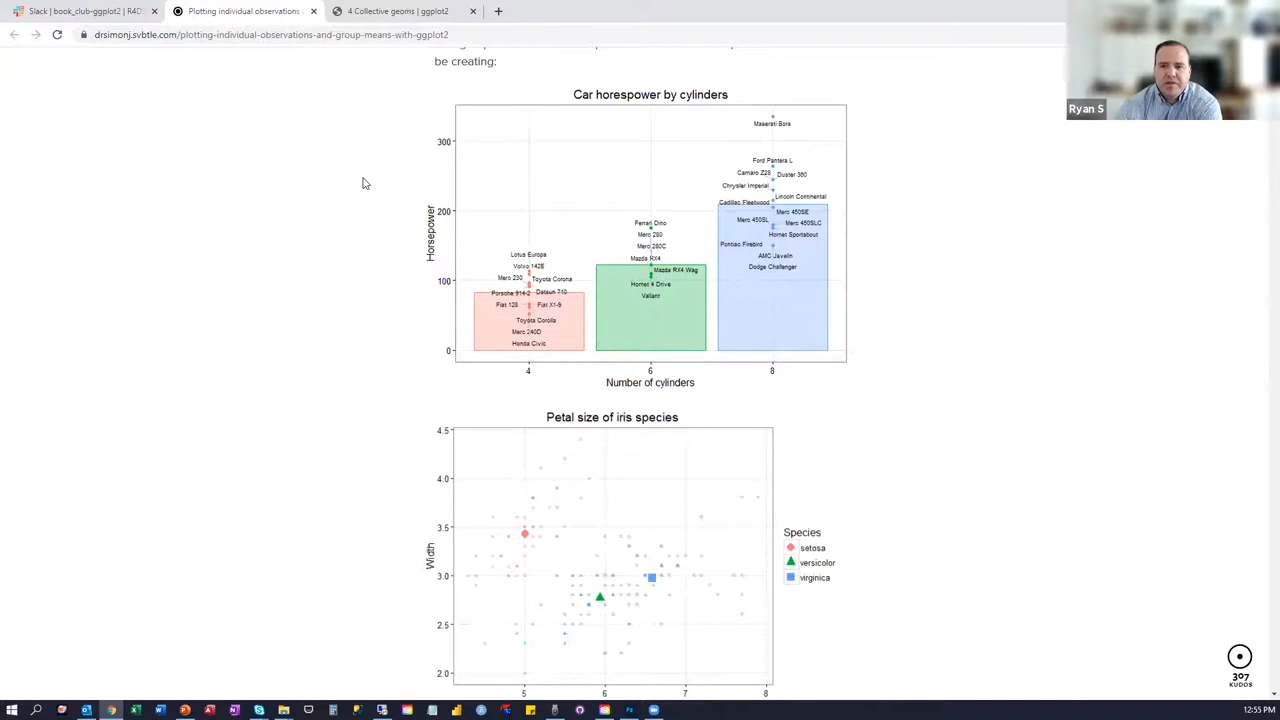 Slack | book_club-ggplot2 | R4D
Plotting individual observations
4 Collective geoms | ggplot2
drsimonj.svbtle.com/plotting-individual-observations-and-group-means-with-ggplot2
Ryan S
be creating:
Car horespower by cylinders
Maserati Bora
300
Ford Pantera L
Camaro Z28
Duster 360
Chrysler Imperial
Lincoln Continental
Cadillac Fleetwood
200
Merc 450SE
Merc 450SL
Merc 450SLC
Ferrari Dino
Hornet Sportabout
Merc 280
Merc 280C
Pontiac Firebird
Lotus Europa
Mazda RX4
AMC Javelin
Volvo 142E
Mazda RX4 Wag
Dodge Challenger
Merc 230
Toyota Corona
100
Hornet 4 Drive
Porsche 914-2
Datsun 710
Valiant
Fiat 128
Fiat X1-9
Toyota Corolla
Merc 240D
Honda Civic
0
Horsepower
4
6
8
Number of cylinders
Petal size of iris species
4.5
4.0
3.5
3.0
2.5
2.0
Width
5
6
7
8
Species
setosa
versicolor
virginica
307
KUDOS
12:55 PM